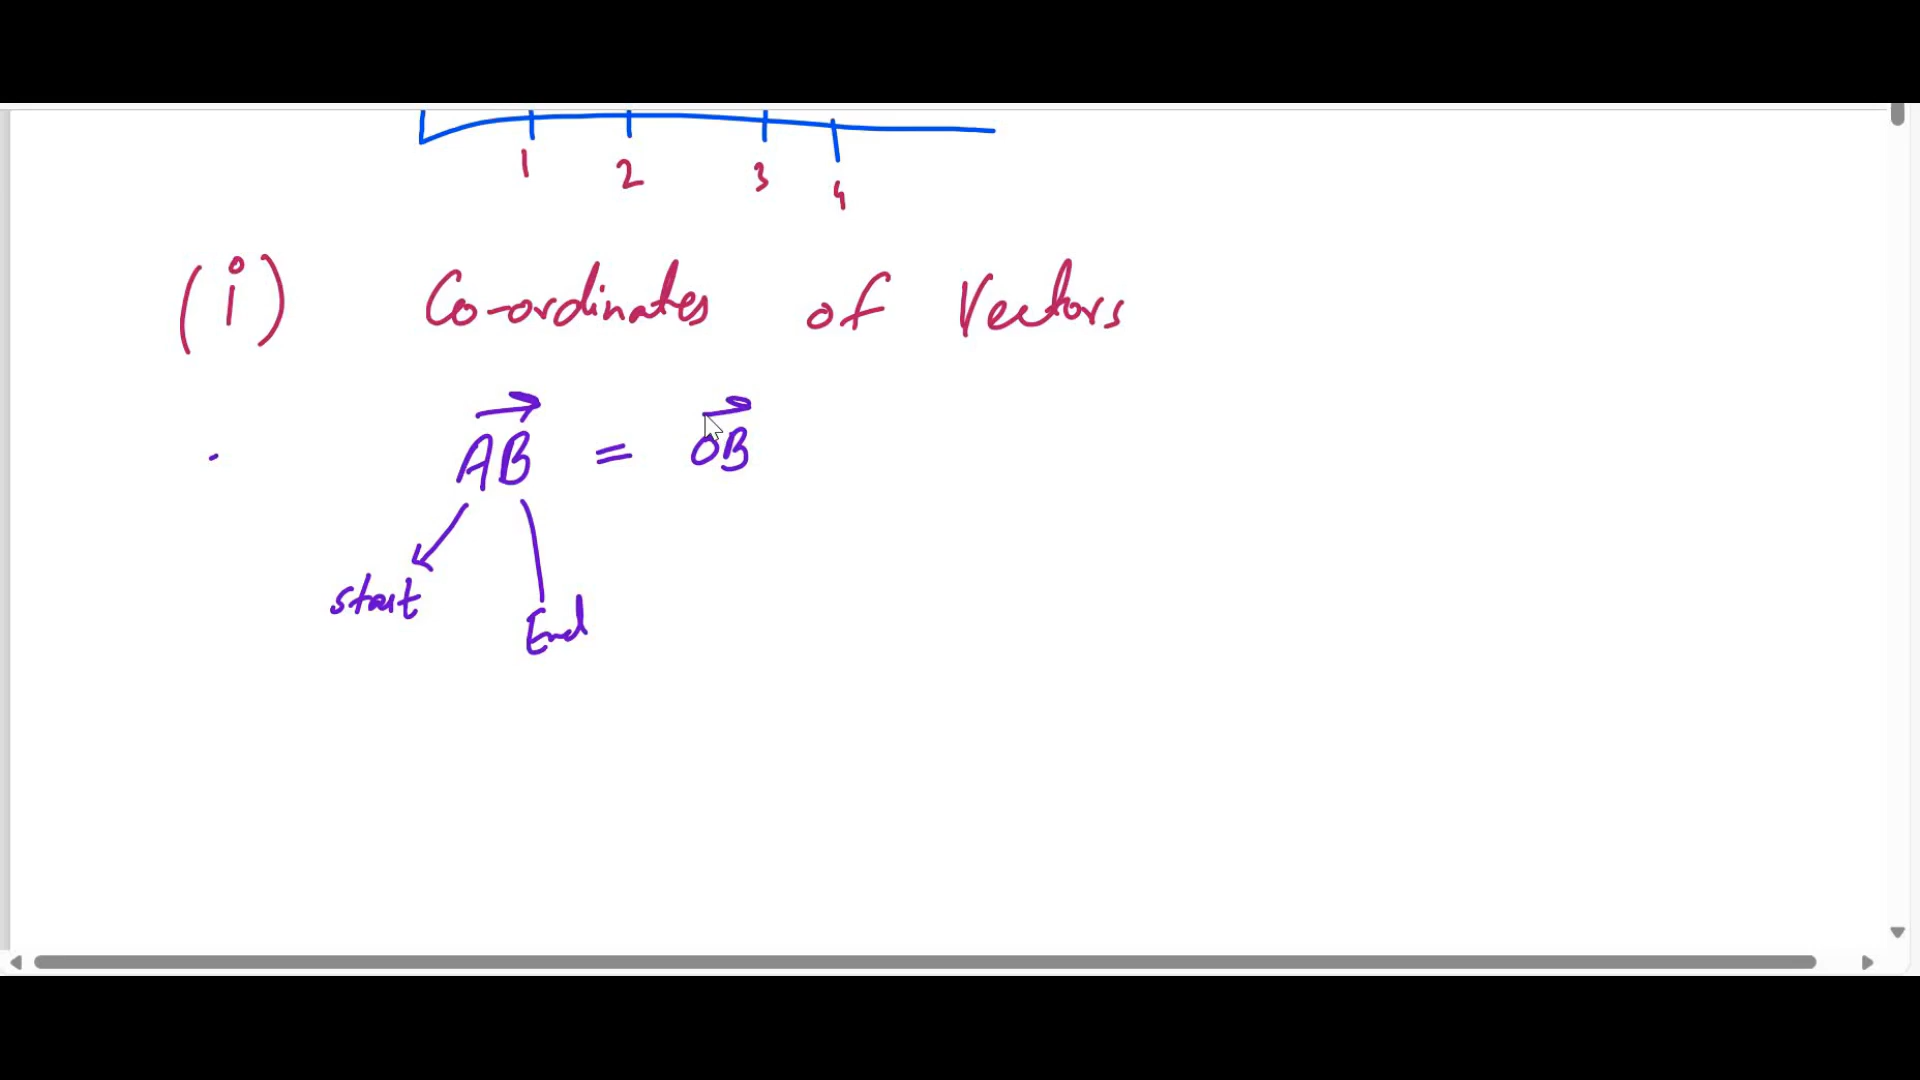 1 2 3 4
(i) Co-ordinates of Vectors
AB = OB
start
End